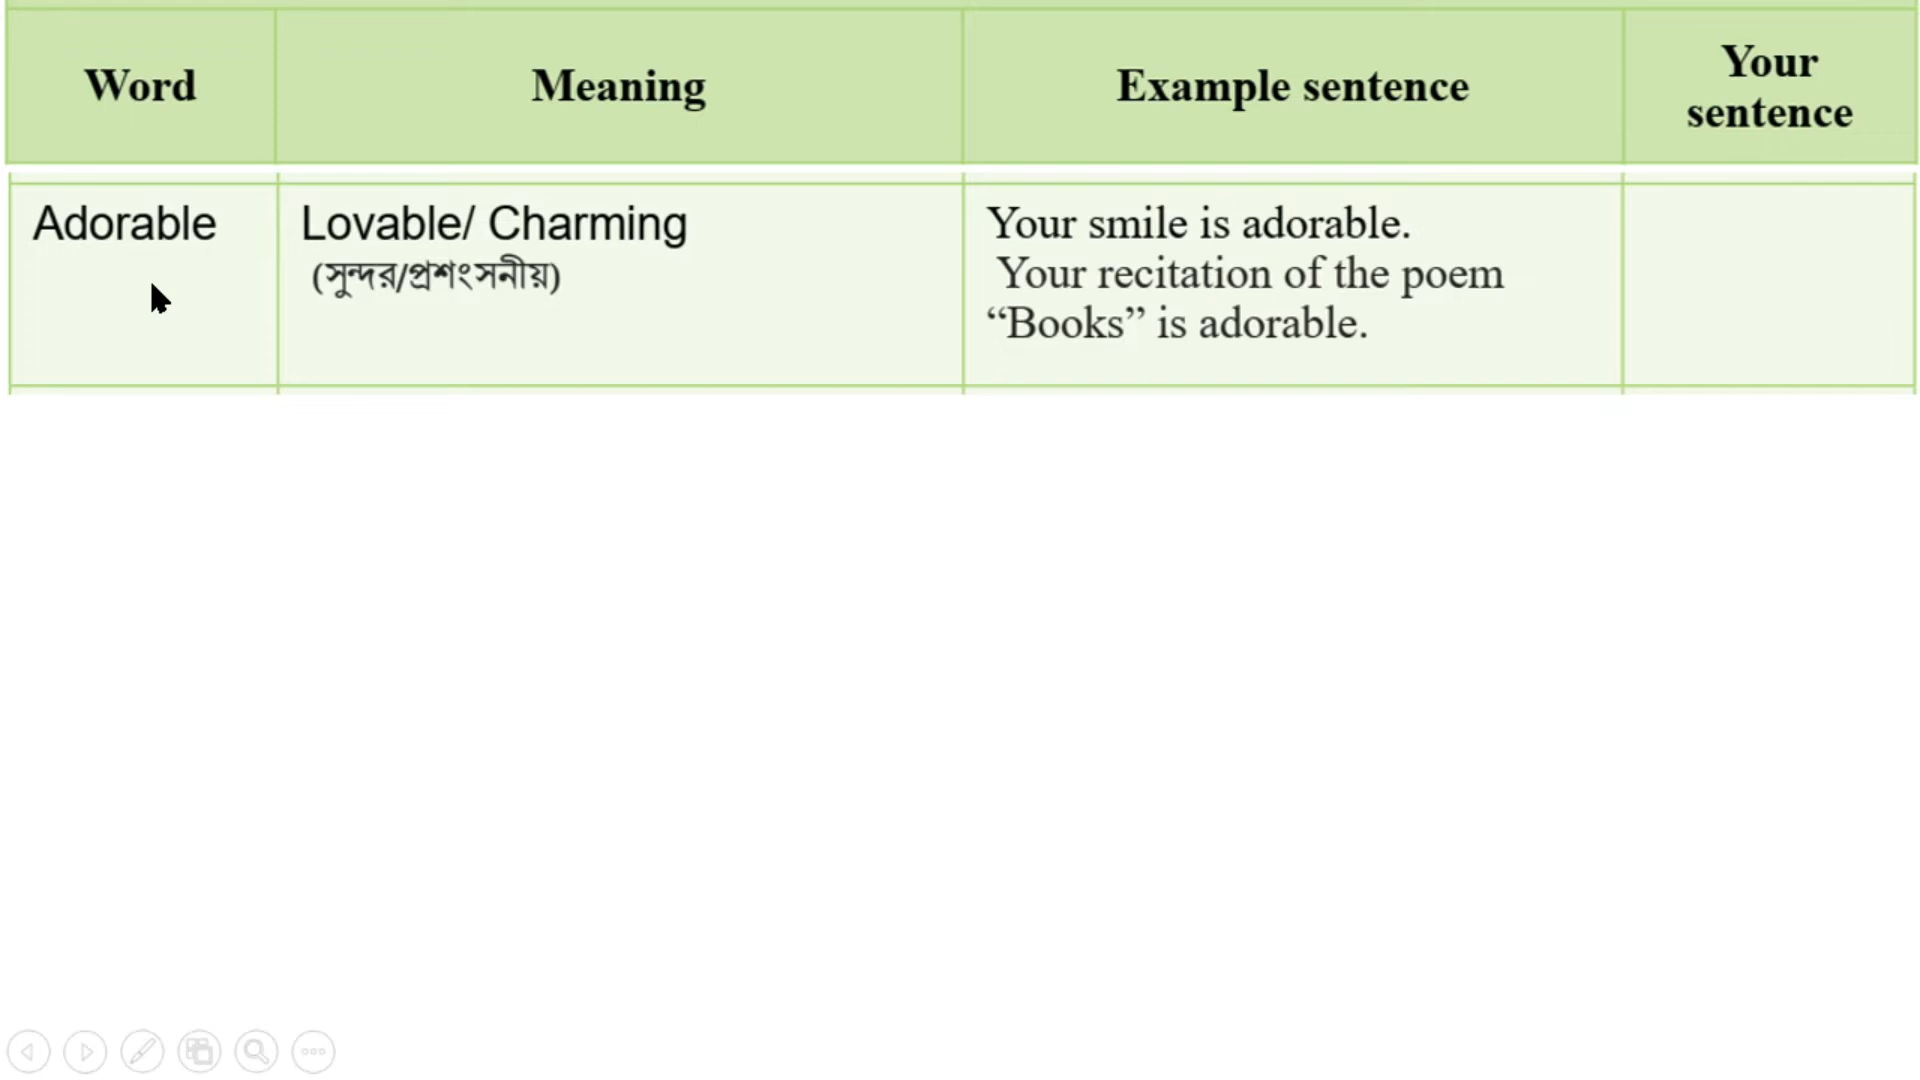 Word
Meaning
Example sentence
Your
sentence
Adorable
Lovable/ Charming
(সুন্দর/প্রশংসনীয়)
Your smile is adorable.
Your recitation of the poem
“Books” is adorable.